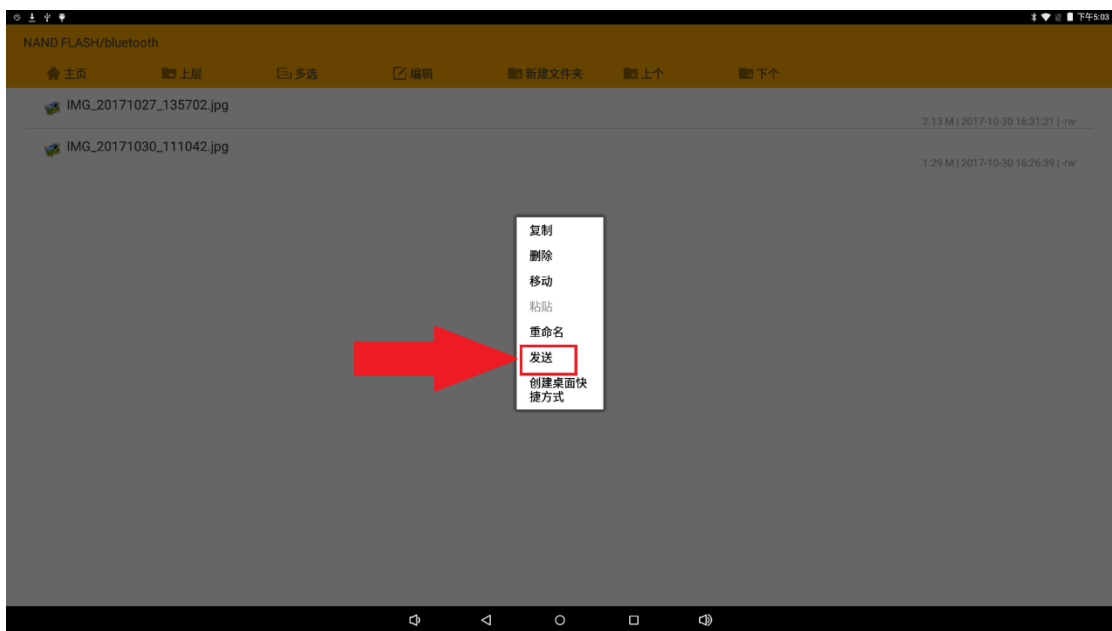 下午5:03
NAND FLASH/bluetooth
主页 上层 多选 编辑 新建文件夹 上个 下个
IMG_20171027_135702.jpg
2.13 M | 2017-10-30 16:31:21 | -rw
IMG_20171030_111042.jpg
1.29 M | 2017-10-30 16:26:39 | -rw
复制
删除
移动
粘贴
重命名
发送
创建桌面快
捷方式